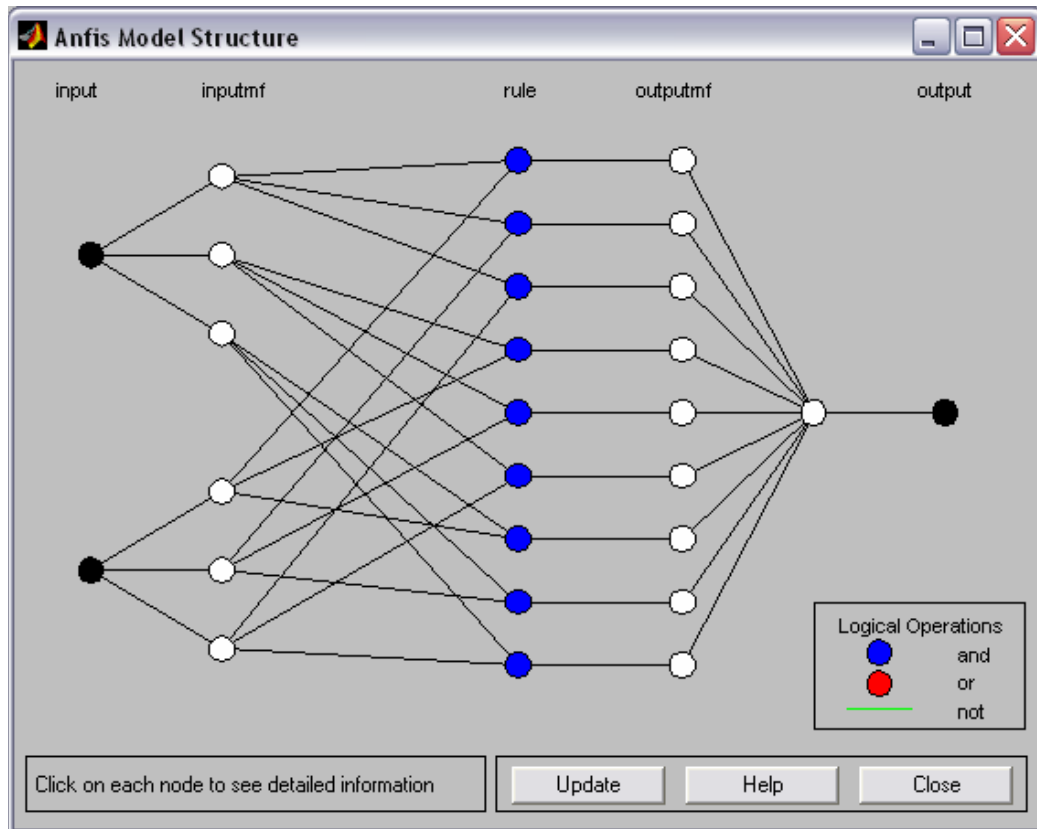 Anfis Model Structure
input inputmf rule outputmf output
Logical Operations
and
or
not
Click on each node to see detailed information
Update Help Close